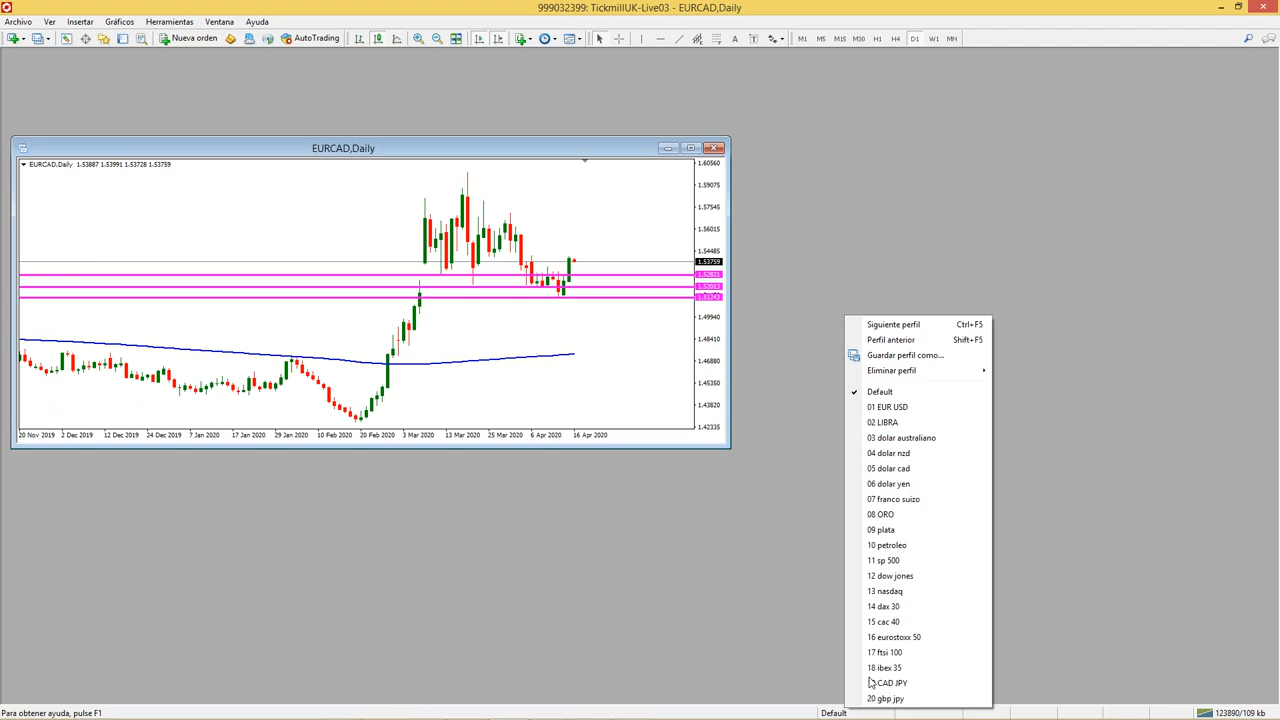 999032399: TickmillUK-Live03 - EURCAD,Daily
Archivo Ver Insertar Gráficos Herramientas Ventana Ayuda
Nueva orden AutoTrading A T M1 M5 M15 M30 H1 H4 D1 W1 MN
EURCAD,Daily
EURCAD,Daily 1.53887 1.53991 1.53728 1.53759
1.60560
1.59075
1.57545
1.56015
1.54485
1.53759
1.52821
1.52013
1.51243
1.49940
1.48410
1.46880
1.45350
1.43820
1.42335
20 Nov 2019 2 Dec 2019 12 Dec 2019 24 Dec 2019 7 Jan 2020 17 Jan 2020 29 Jan 2020 10 Feb 2020 20 Feb 2020 3 Mar 2020 13 Mar 2020 25 Mar 2020 6 Apr 2020 16 Apr 2020
Siguiente perfil Ctrl+F5
Perfil anterior Shift+F5
Guardar perfil como...
Eliminar perfil
Default
01 EUR USD
02 LIBRA
03 dolar australiano
04 dolar nzd
05 dolar cad
06 dolar yen
07 franco suizo
08 ORO
09 plata
10 petroleo
11 sp 500
12 dow jones
13 nasdaq
14 dax 30
15 cac 40
16 eurostoxx 50
17 ftsi 100
18 ibex 35
CAD JPY
20 gbp jpy
Para obtener ayuda, pulse F1 Default 123890/109 kb